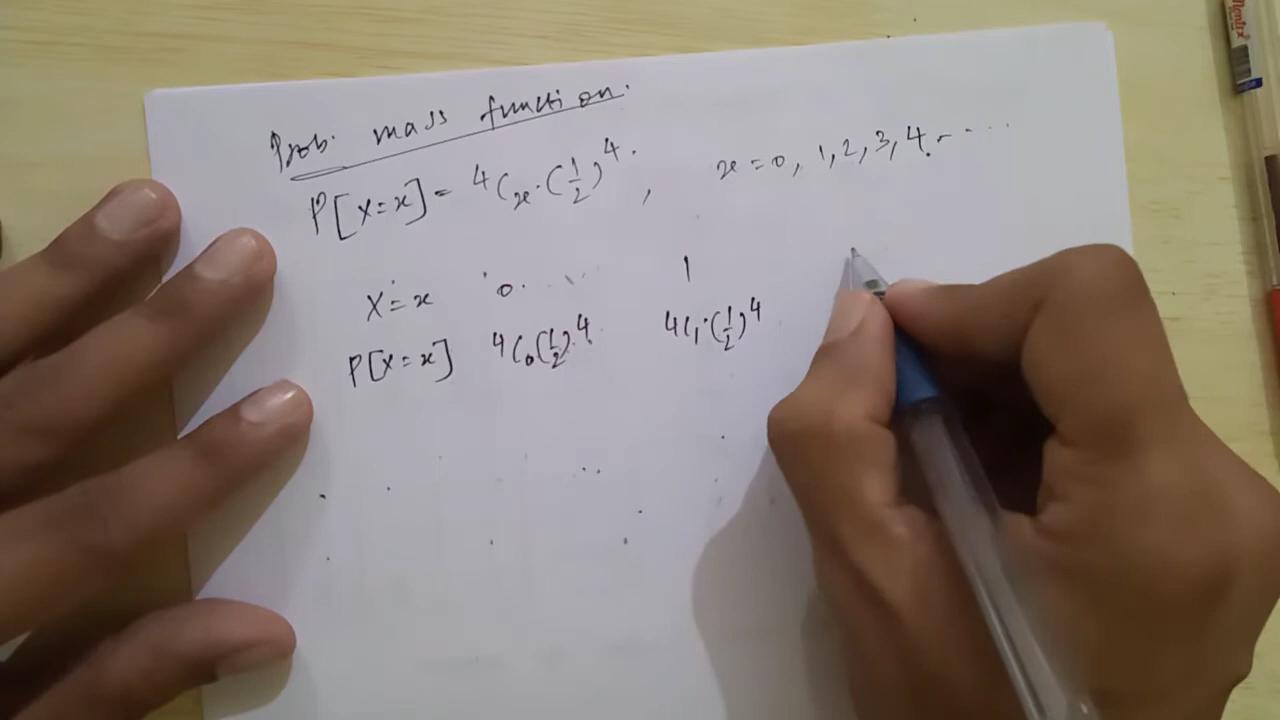 Prob. mass function.
P[X=x] = ⁴Cₓ.(1/2)⁴. , x = 0, 1, 2, 3, 4. - ...
X = x 0. 1
P[X=x] ⁴C₀(1/2)⁴ ⁴C₁.(1/2)⁴